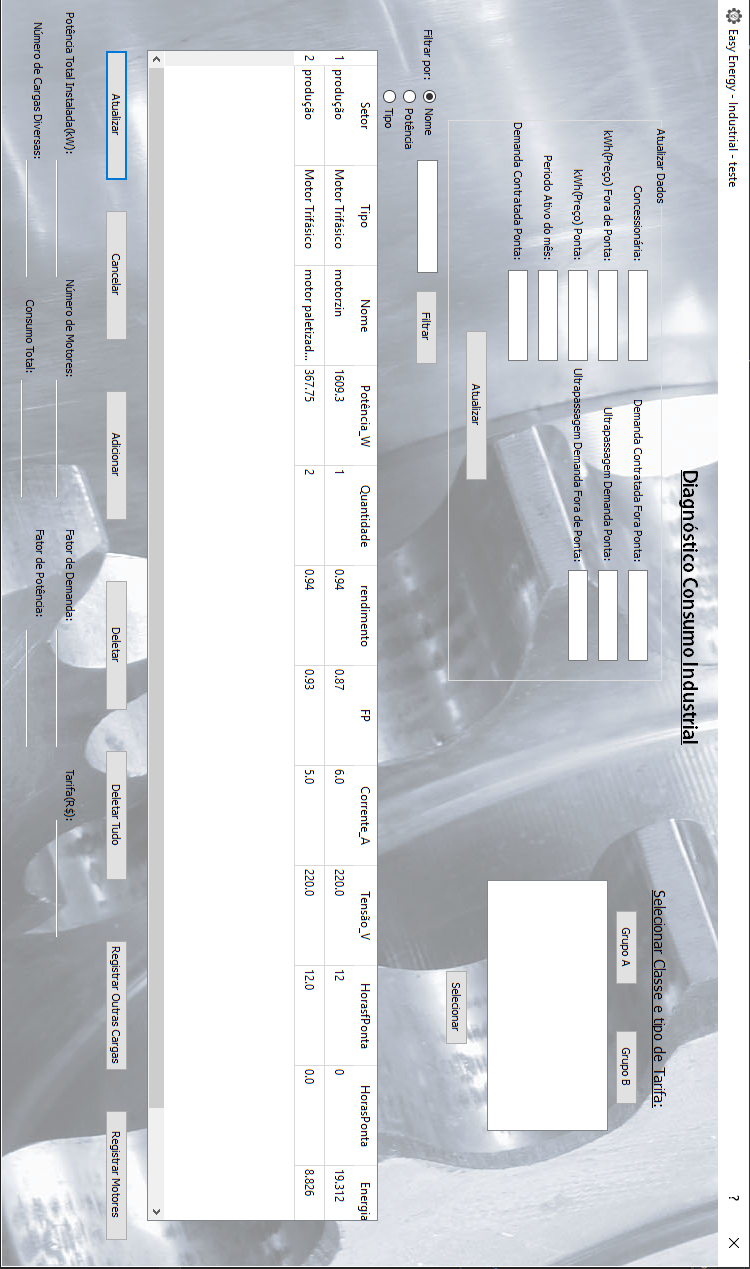 Easy Energy - Industrial - teste ?
Diagnóstico Consumo Industrial
Atualizar Dados
Concessionária: Demanda Contratada Fora Ponta:
kWh(Preço) Fora de Ponta: Ultrapassagem Demanda Ponta:
kWh(Preço) Ponta: Ultrapassagem Demanda Fora de Ponta:
Periodo Ativo do mês:
Demanda Contratada Ponta:
Atualizar
Selecionar Classe e tipo de Tarifa:
Grupo A Grupo B
Selecionar
Filtrar por: Nome Filtrar
Potência
Tipo
Setor Tipo Nome Potência_W Quantidade rendimento FP Corrente_A Tensão_V HorasfPonta HorasPonta Energia
1 produção Motor Trifásico motorzin 1609.3 1 0.94 0.87 6.0 220.0 12 0 19.312
2 produção Motor Trifásico motor paletizad... 367.75 2 0.94 0.93 5.0 220.0 12.0 0.0 8.826
Atualizar Cancelar Adicionar Deletar Deletar Tudo Registrar Outras Cargas Registrar Motores
Potência Total Instalada(kW): Número de Motores: Fator de Demanda: Tarifa(R$):
Número de Cargas Diversas: Consumo Total: Fator de Potência: